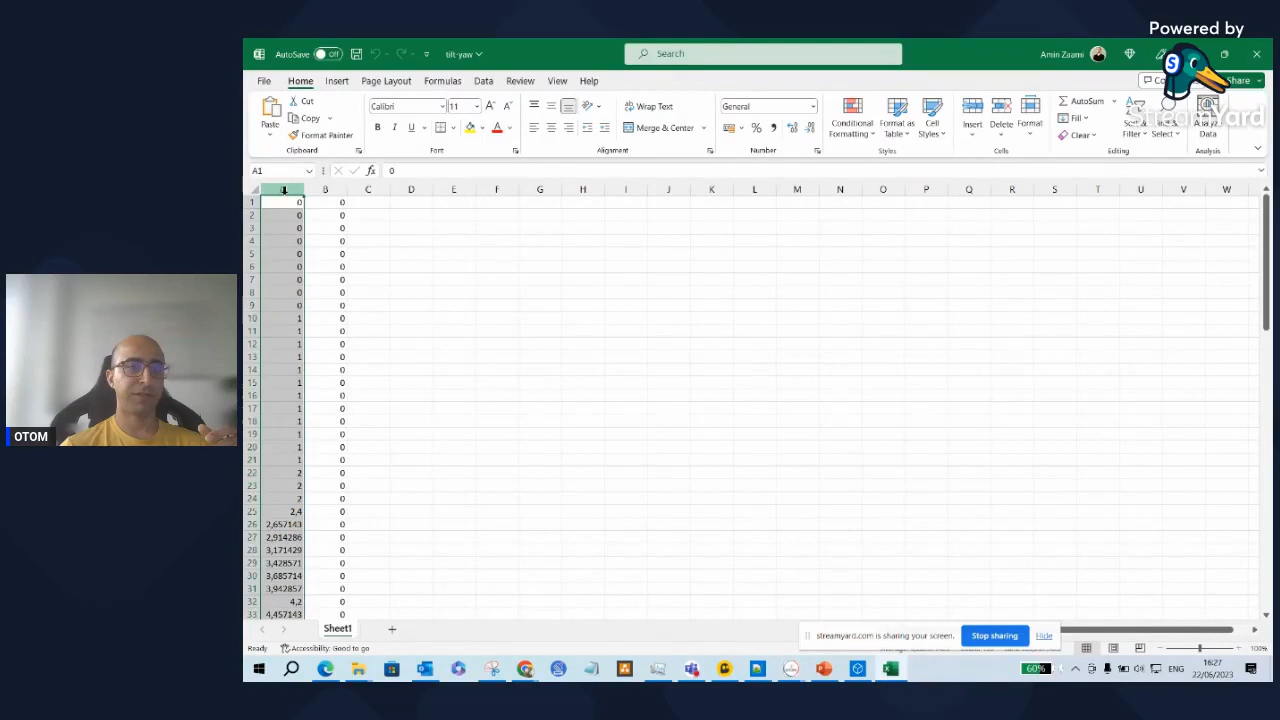 Powered by
StreamYard
AutoSave Off tilt-yaw Search Amin Zaami
File Home Insert Page Layout Formulas Data Review View Help Share
Cut Calibri 11 Wrap Text General AutoSum
Copy Fill
Paste Format Painter B I U Merge & Center % Conditional Formatting Format as Table Cell Styles Insert Delete Format Clear Filter Select Analyze Data
Clipboard Font Alignment Number Styles Cells Editing Analysis
A1 fx 0
B C D E F G H I J K L M N O P Q R S T U V W
1 0 0
2 0 0
3 0 0
4 0 0
5 0 0
6 0 0
7 0 0
8 0 0
9 0 0
10 1 0
11 1 0
12 1 0
13 1 0
14 1 0
15 1 0
16 1 0
17 1 0
18 1 0
19 1 0
20 1 0
21 1 0
22 2 0
23 2 0
24 2 0
25 2,4 0
26 2,657143 0
27 2,914286 0
28 3,171429 0
29 3,428571 0
30 3,685714 0
31 3,942857 0
32 4,2 0
33 4,457143 0
OTOM
Sheet1
streamyard.com is sharing your screen. Stop sharing Hide
Ready Accessibility: Good to go 100%
60% ENG 16:27
22/06/2023